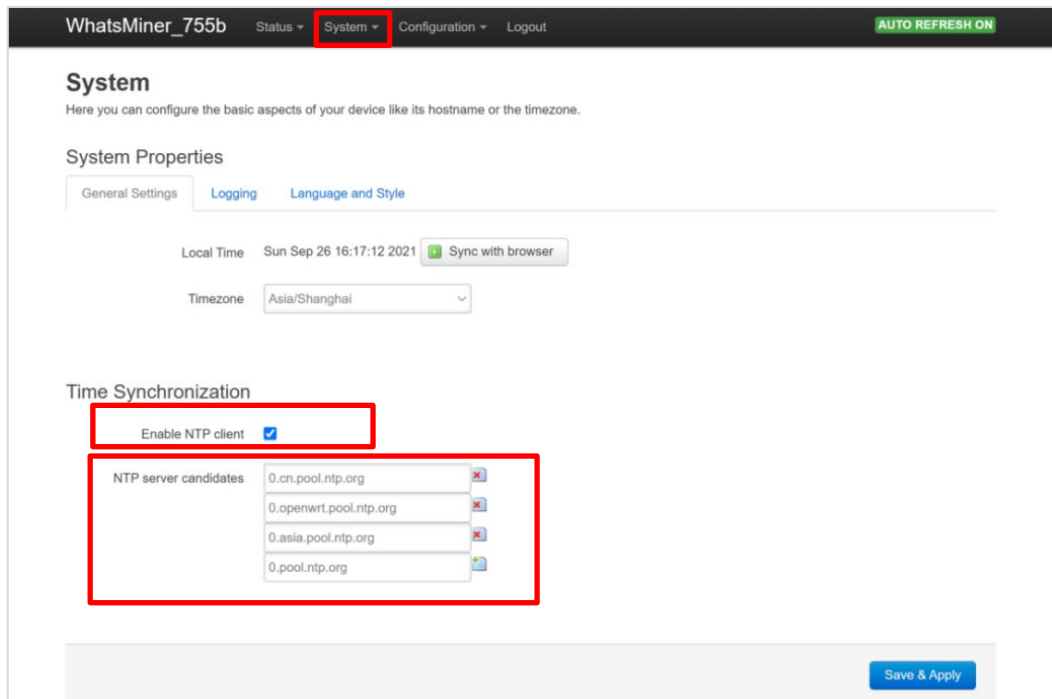 WhatsMiner_755b Status System Configuration Logout AUTO REFRESH ON
System
Here you can configure the basic aspects of your device like its hostname or the timezone.
System Properties
General Settings Logging Language and Style
Local Time Sun Sep 26 16:17:12 2021 Sync with browser
Timezone Asia/Shanghai
Time Synchronization
Enable NTP client
NTP server candidates 0.cn.pool.ntp.org
0.openwrt.pool.ntp.org
0.asia.pool.ntp.org
0.pool.ntp.org
Save & Apply